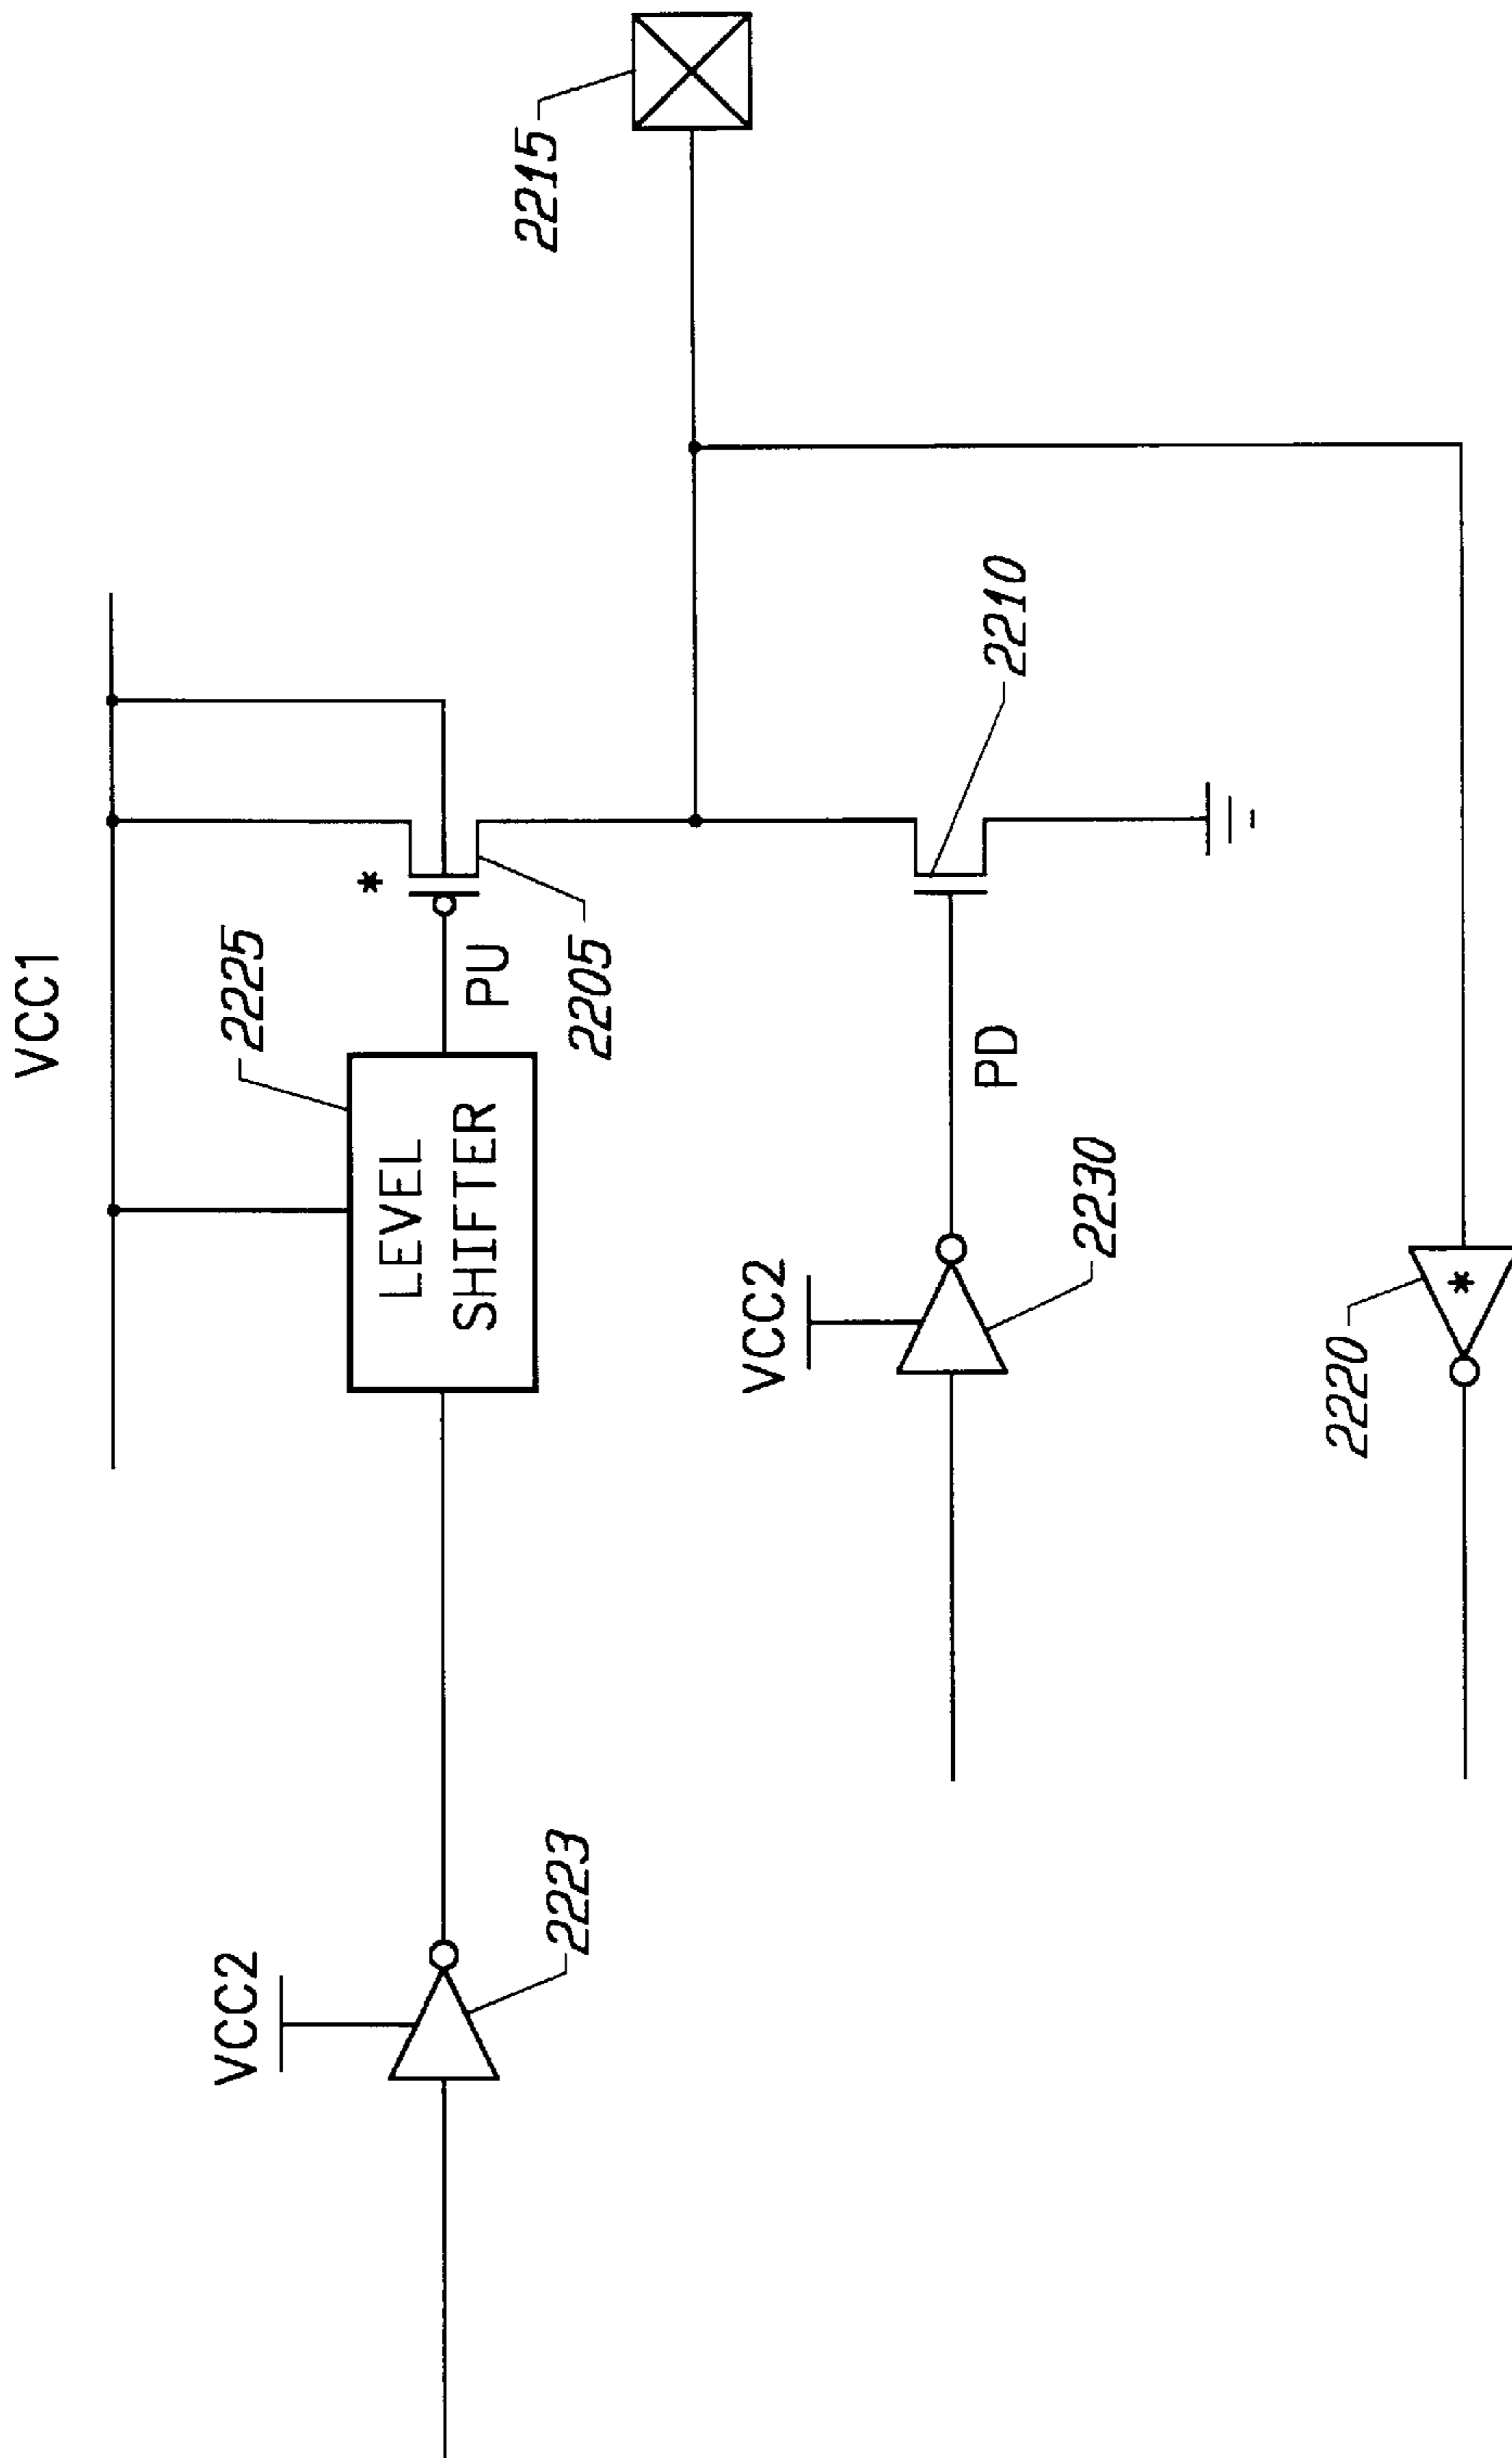 VCC1
2215
2225
LEVEL
SHIFTER
*
PU
2205
VCC2
2223
2210
VCC2
PD
2230
*
2220